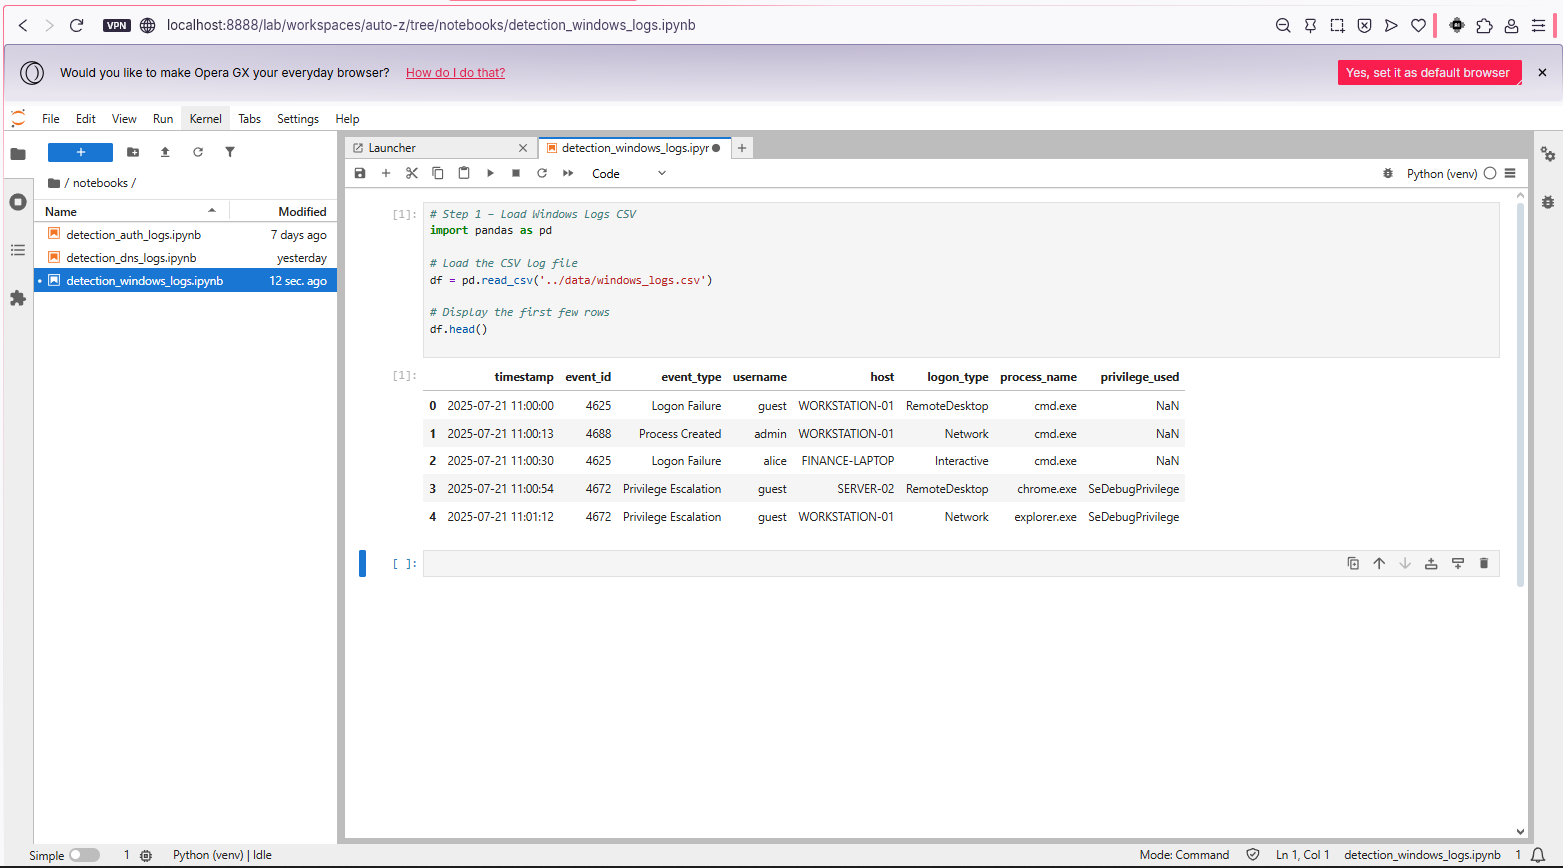 VPN localhost:8888/lab/workspaces/auto-z/tree/notebooks/detection_windows_logs.ipynb
Would you like to make Opera GX your everyday browser? How do I do that? Yes, set it as default browser
File Edit View Run Kernel Tabs Settings Help
Launcher detection_windows_logs.ipyr
Code Python (venv)
/ notebooks /
Name Modified
detection_auth_logs.ipynb 7 days ago
detection_dns_logs.ipynb yesterday
detection_windows_logs.ipynb 12 sec. ago
[1]: # Step 1 – Load Windows Logs CSV
import pandas as pd
# Load the CSV log file
df = pd.read_csv('../data/windows_logs.csv')
# Display the first few rows
df.head()
[1]: timestamp event_id event_type username host logon_type process_name privilege_used
0 2025-07-21 11:00:00 4625 Logon Failure guest WORKSTATION-01 RemoteDesktop cmd.exe NaN
1 2025-07-21 11:00:13 4688 Process Created admin WORKSTATION-01 Network cmd.exe NaN
2 2025-07-21 11:00:30 4625 Logon Failure alice FINANCE-LAPTOP Interactive cmd.exe NaN
3 2025-07-21 11:00:54 4672 Privilege Escalation guest SERVER-02 RemoteDesktop chrome.exe SeDebugPrivilege
4 2025-07-21 11:01:12 4672 Privilege Escalation guest WORKSTATION-01 Network explorer.exe SeDebugPrivilege
[ ]:
Simple 1 Python (venv) | Idle Mode: Command Ln 1, Col 1 detection_windows_logs.ipynb 1